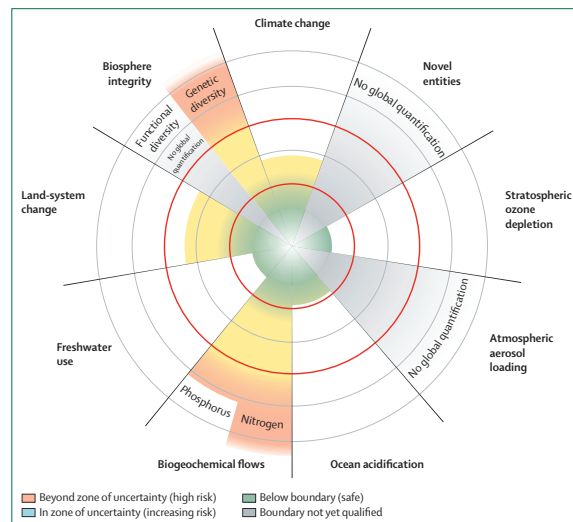 Climate change
Biosphere
integrity
Novel
entities
Genetic
diversity
Functional
diversity
No global
quantification
No global quantification
Land-system
change
Stratospheric
ozone
depletion
Freshwater
use
No global quantification
Atmospheric
aerosol
loading
Phosphorus
Nitrogen
Biogeochemical flows
Ocean acidification
Beyond zone of uncertainty (high risk)
Below boundary (safe)
In zone of uncertainty (increasing risk)
Boundary not yet qualified